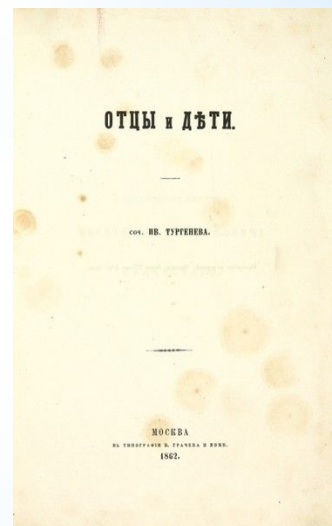 ОТЦЫ и ДѢТИ.
СОЧ. ИВ. ТУРГЕНЕВА.
МОСКВА
ВЪ ТИПОГРАФІИ В. ГРАЧЕВА И КОМП.
1862.